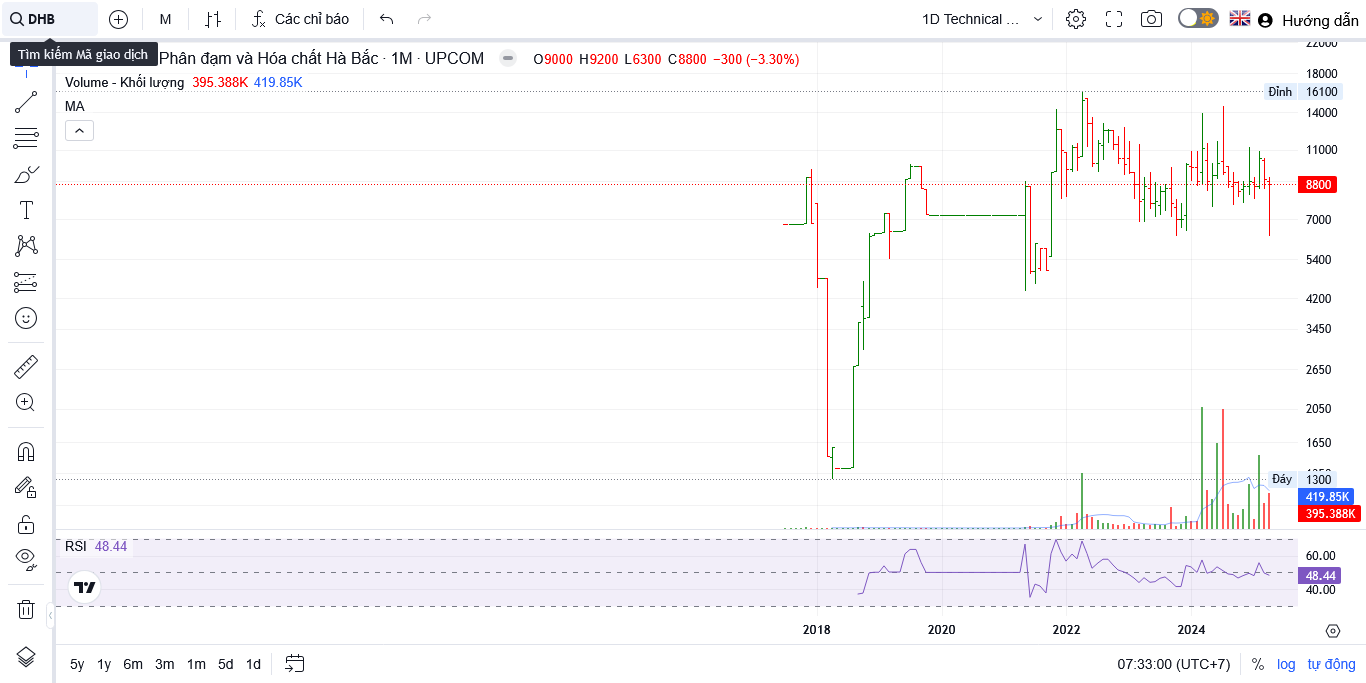 DHB
M
Các chỉ báo
1D Technical ...
Hướng dẫn
Tìm kiếm Mã giao dịch
Phân đạm và Hóa chất Hà Bắc · 1M · UPCOM
O9000 H9200 L6300 C8800 −300 (−3.30%)
Volume - Khối lượng 395.388K 419.85K
MA
22000
18000
Đỉnh 16100
14000
11000
8800
7000
5400
4200
3450
2650
2050
1650
Đáy 1300
419.85K
395.388K
RSI 48.44
60.00
48.44
40.00
2018 2020 2022 2024
5y 1y 6m 3m 1m 5d 1d
07:33:00 (UTC+7)
% log tự động